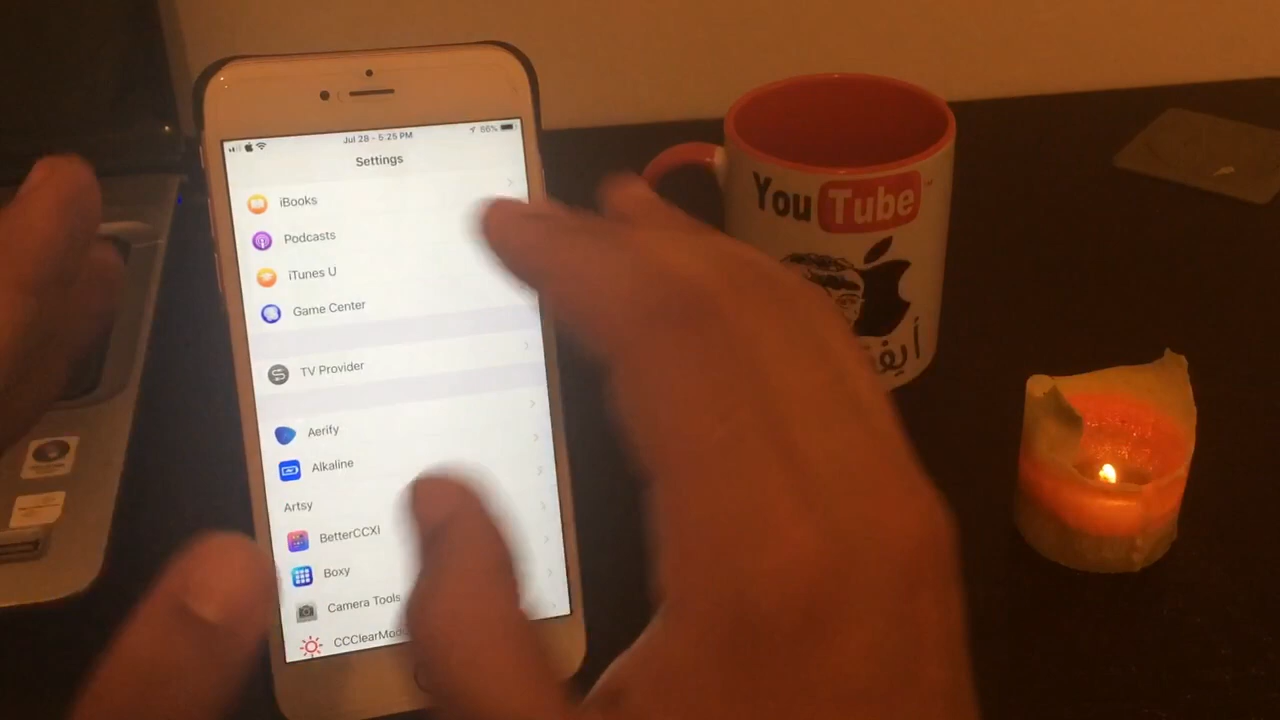 Jul 28 - 5:25 PM
86%
Settings
iBooks
Podcasts
iTunes U
Game Center
TV Provider
Aerify
Alkaline
Artsy
BetterCCXI
Boxy
Camera Tools
YouTube